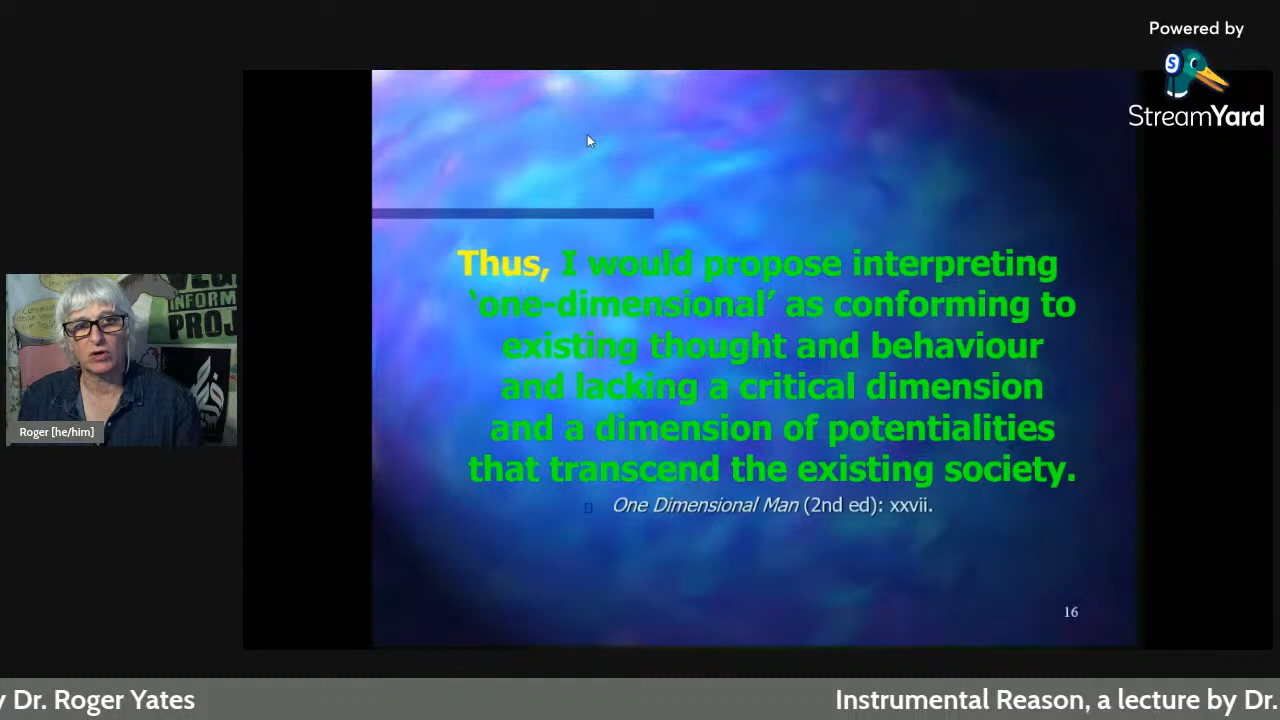 Powered by
S
StreamYard
Thus, I would propose interpreting
‘one-dimensional’ as conforming to
existing thought and behaviour
and lacking a critical dimension
and a dimension of potentialities
that transcend the existing society.
One Dimensional Man (2nd ed): xxvii.
16
INFORM
PROJ
Roger [he/him]
y Dr. Roger Yates
Instrumental Reason, a lecture by Dr.